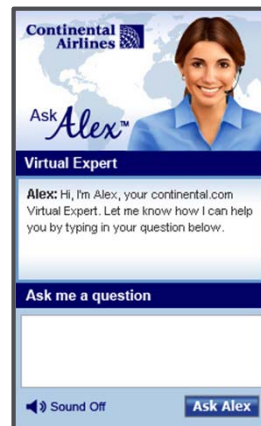 Continental
Airlines
Ask Alex™
Virtual Expert
Alex: Hi, I'm Alex, your continental.com
Virtual Expert. Let me know how I can help
you by typing in your question below.
Ask me a question
Sound Off
Ask Alex